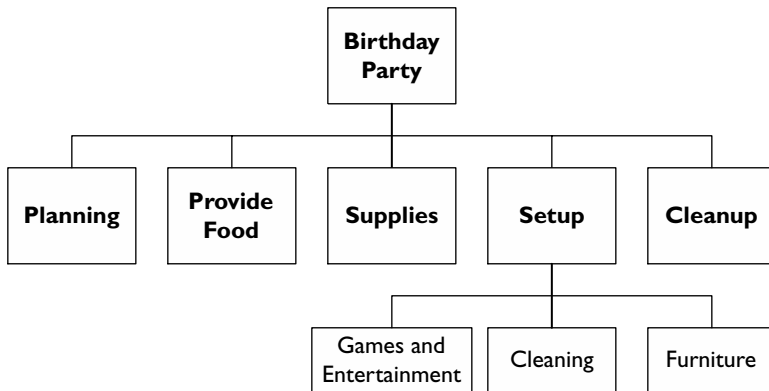 Birthday
Party
Planning
Provide
Food
Supplies
Setup
Cleanup
Games and
Entertainment
Cleaning
Furniture